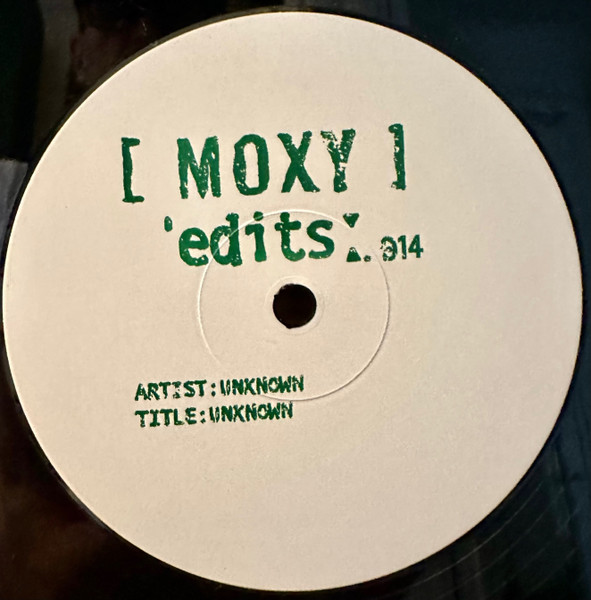 [ MOXY ]
'edits'. 014
ARTIST:UNKNOWN
TITLE:UNKNOWN